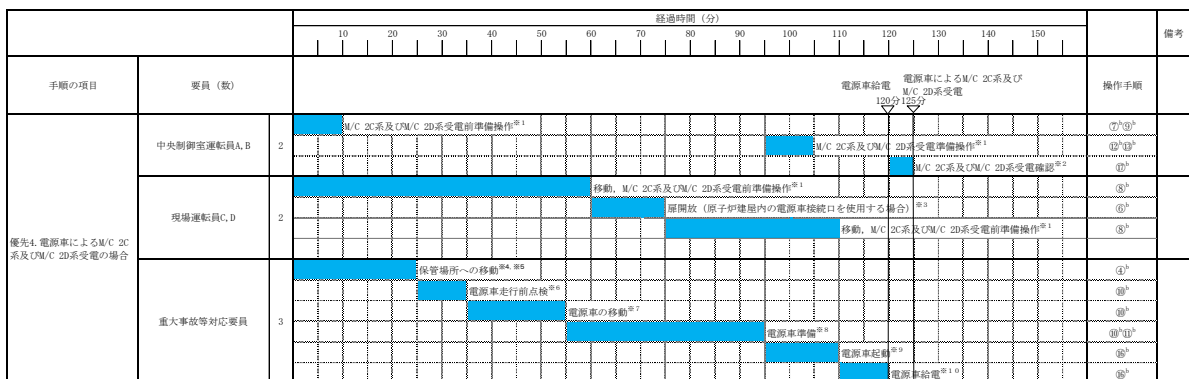 経過時間（分）
備考
10 20 30 40 50 60 70 80 90 100 110 120 130 140 150
手順の項目
要員（数）
電源車給電
電源車によるM/C 2C系及び
M/C 2D系受電
120分 125分
操作手順
優先4.電源車によるM/C 2C
系及びM/C 2D系受電の場合
中央制御室運転員A,B
2
M/C 2C系及びM/C 2D系受電前準備操作※1
⑦ᵇ⑨ᵇ
M/C 2C系及びM/C 2D系受電準備操作※1
⑫ᵇ⑬ᵇ
M/C 2C系及びM/C 2D系受電確認※2
⑰ᵇ
現場運転員C,D
2
移動，M/C 2C系及びM/C 2D系受電前準備操作※1
⑧ᵇ
扉開放（原子炉建屋内の電源車接続口を使用する場合）※3
⑥ᵇ
移動，M/C 2C系及びM/C 2D系受電前準備操作※1
⑧ᵇ
重大事故等対応要員
3
保管場所への移動※4，※5
④ᵇ
電源車走行前点検※6
⑩ᵇ
電源車の移動※7
⑩ᵇ
電源車準備※8
⑩ᵇ⑪ᵇ
電源車起動※9
⑯ᵇ
電源車給電※10
⑯ᵇ